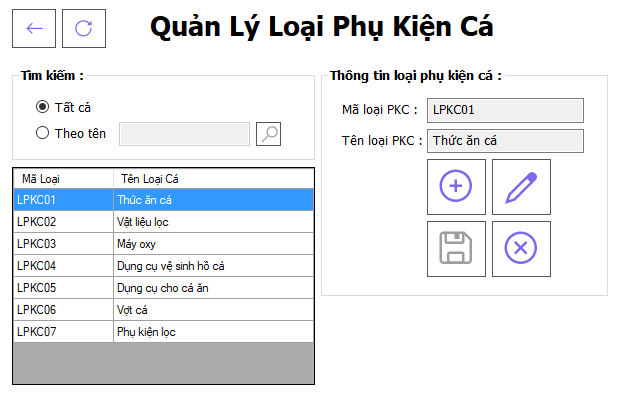 Quản Lý Loại Phụ Kiện Cá
Tìm kiếm :
Tất cả
Theo tên
Mã Loại Tên Loại Cá
LPKC01 Thức ăn cá
LPKC02 Vật liệu lọc
LPKC03 Máy oxy
LPKC04 Dụng cụ vệ sinh hồ cá
LPKC05 Dụng cụ cho cá ăn
LPKC06 Vợt cá
LPKC07 Phụ kiện lọc
Thông tin loại phụ kiện cá :
Mã loại PKC : LPKC01
Tên loại PKC : Thức ăn cá